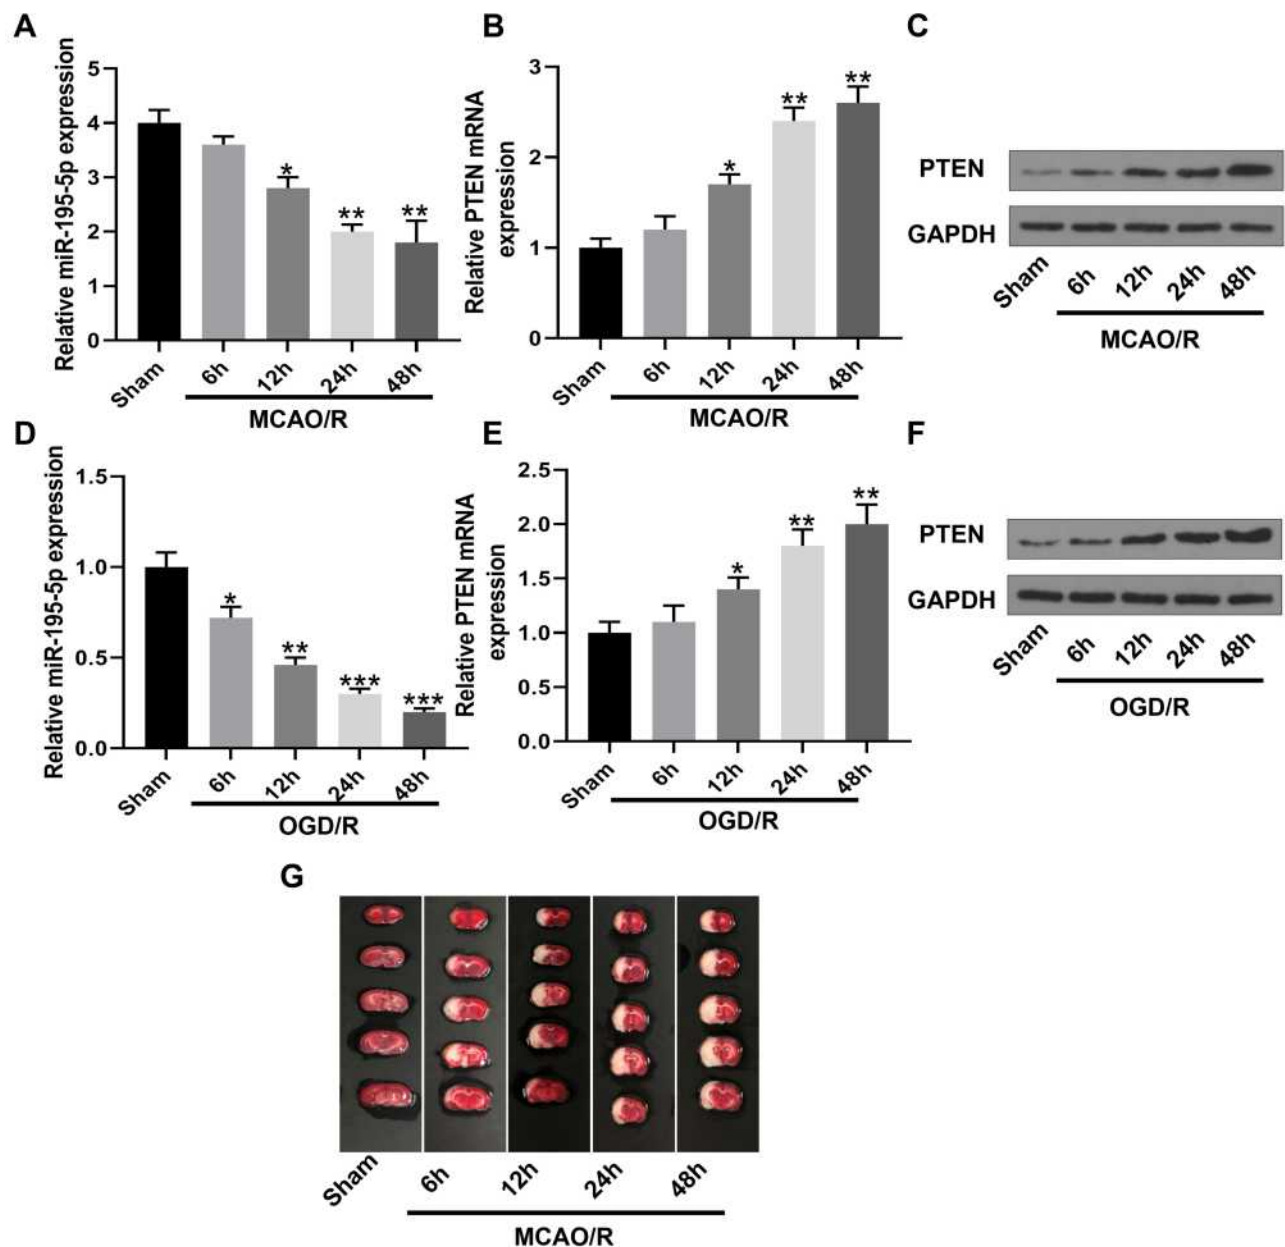 A
Relative miR-195-5p expression
5
4
3
2
1
0
*
**
**
Sham
6h
12h
24h
48h
MCAO/R
B
Relative PTEN mRNA
expression
3
2
1
0
*
**
**
Sham
6h
12h
24h
48h
MCAO/R
C
PTEN
GAPDH
Sham
6h
12h
24h
48h
MCAO/R
D
Relative miR-195-5p expression
1.5
1.0
0.5
0.0
*
**
***
***
Sham
6h
12h
24h
48h
OGD/R
E
Relative PTEN mRNA
expression
2.5
2.0
1.5
1.0
0.5
0.0
*
**
**
Sham
6h
12h
24h
48h
OGD/R
F
PTEN
GAPDH
Sham
6h
12h
24h
48h
OGD/R
G
Sham
6h
12h
24h
48h
MCAO/R